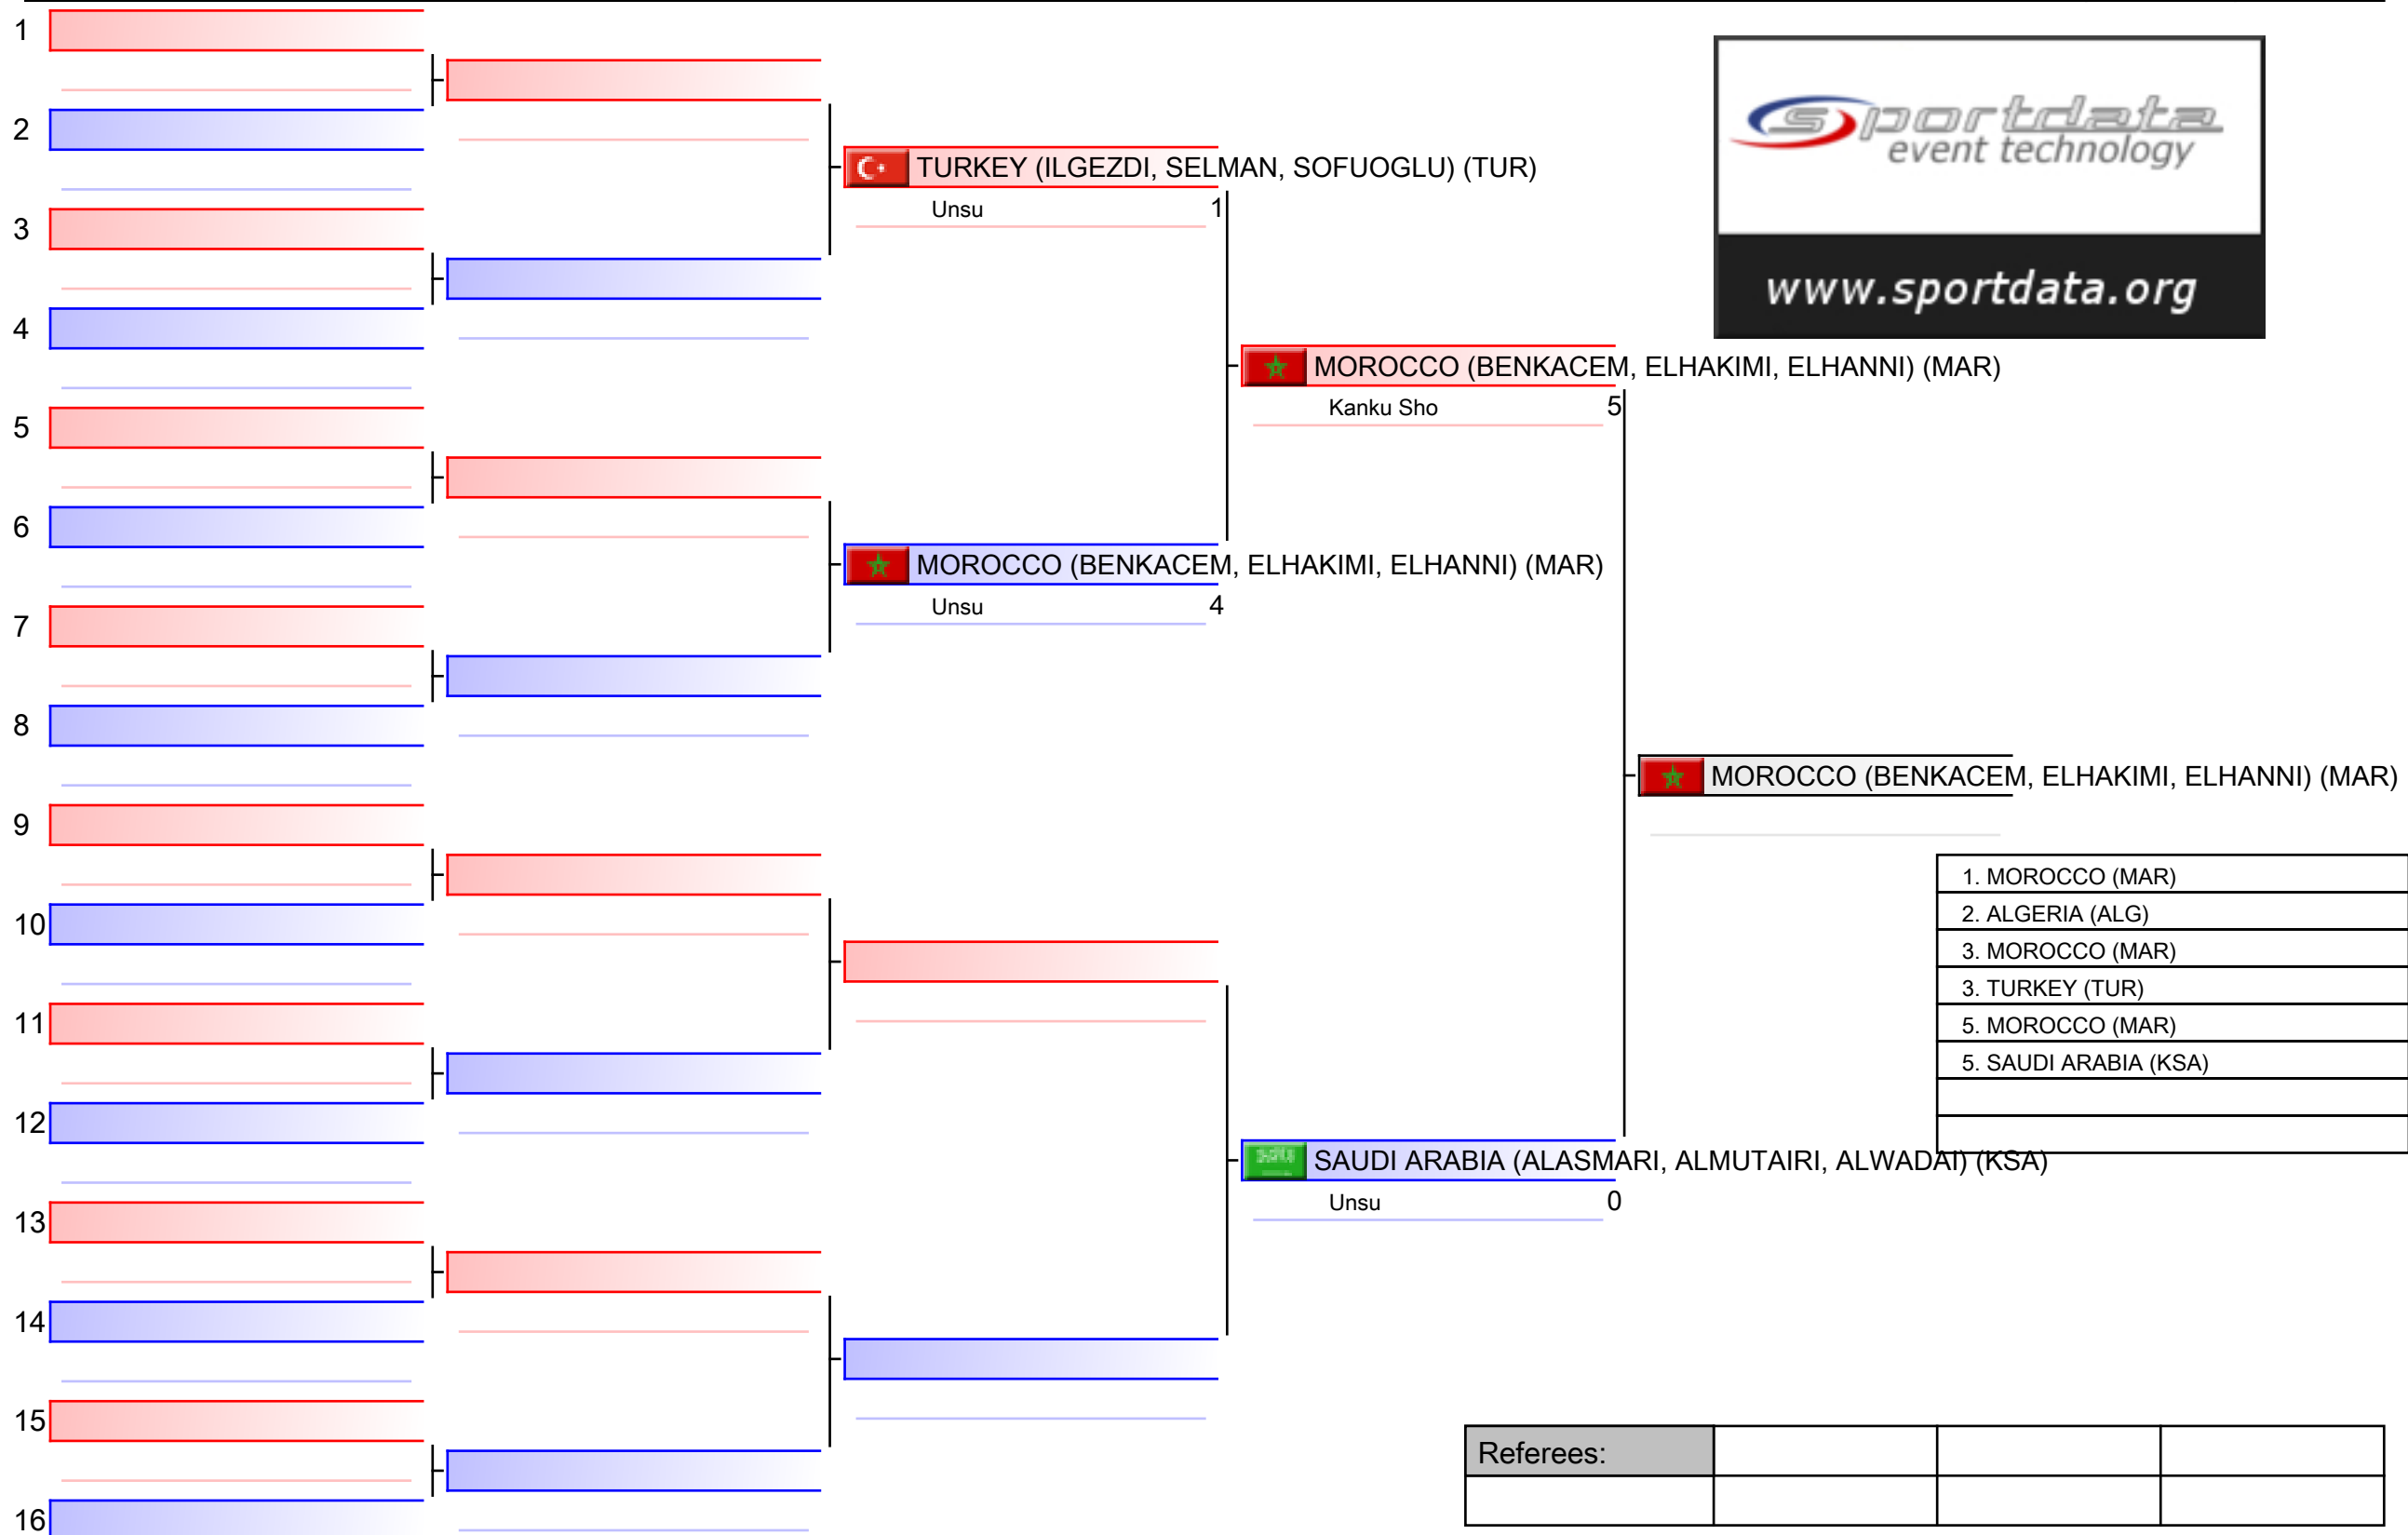 1
2
3
4
5
6
7
8
9
10
11
12
13
14
15
16
TURKEY (ILGEZDI, SELMAN, SOFUOGLU) (TUR)
Unsu 1
MOROCCO (BENKACEM, ELHAKIMI, ELHANNI) (MAR)
Unsu 4
MOROCCO (BENKACEM, ELHAKIMI, ELHANNI) (MAR)
Kanku Sho 5
SAUDI ARABIA (ALASMARI, ALMUTAIRI, ALWADAI) (KSA)
Unsu 0
MOROCCO (BENKACEM, ELHAKIMI, ELHANNI) (MAR)
sportdata
event technology
www.sportdata.org
1. MOROCCO (MAR)
2. ALGERIA (ALG)
3. MOROCCO (MAR)
3. TURKEY (TUR)
5. MOROCCO (MAR)
5. SAUDI ARABIA (KSA)
Referees: